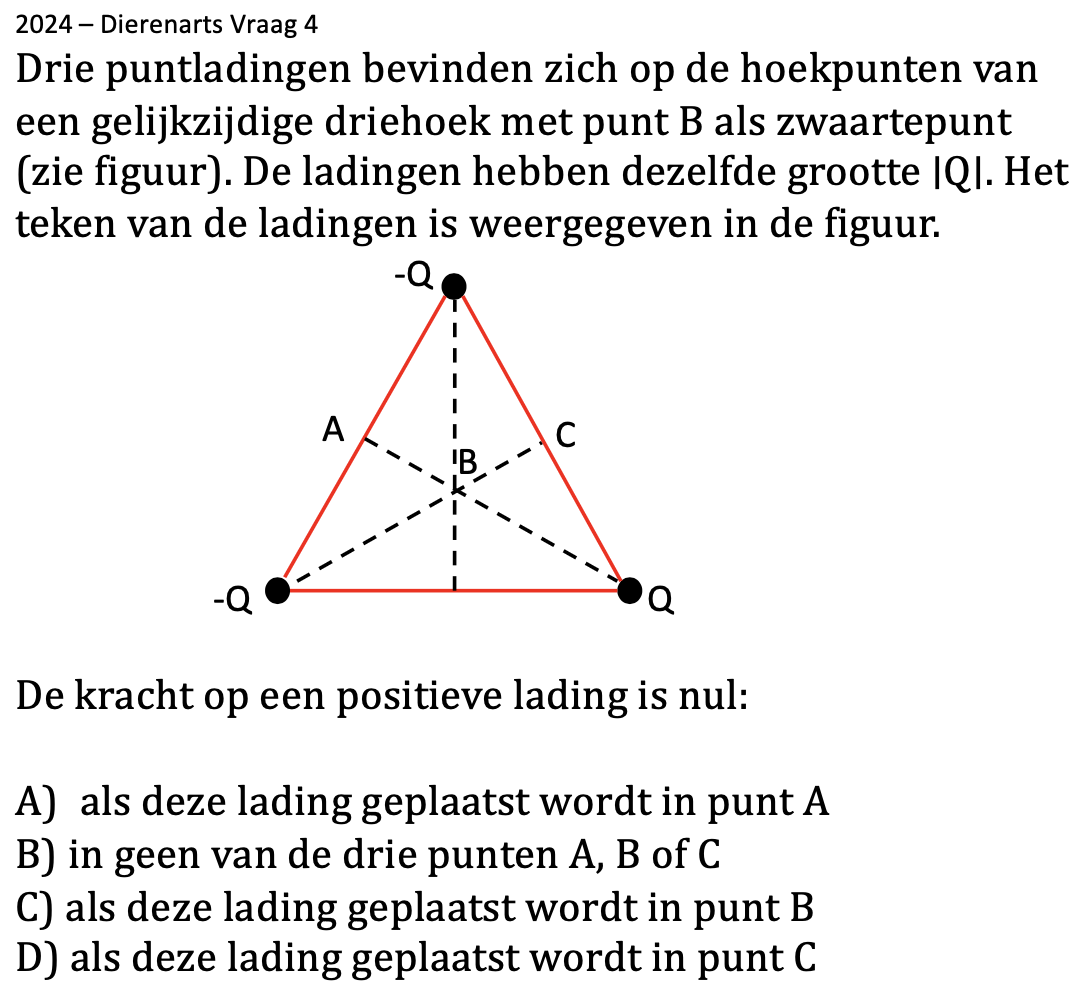 2024 – Dierenarts Vraag 4
Drie puntladingen bevinden zich op de hoekpunten van
een gelijkzijdige driehoek met punt B als zwaartepunt
(zie figuur). De ladingen hebben dezelfde grootte |Q|. Het
teken van de ladingen is weergegeven in de figuur.
-Q
A
C
B
-Q
Q
De kracht op een positieve lading is nul:
A) als deze lading geplaatst wordt in punt A
B) in geen van de drie punten A, B of C
C) als deze lading geplaatst wordt in punt B
D) als deze lading geplaatst wordt in punt C